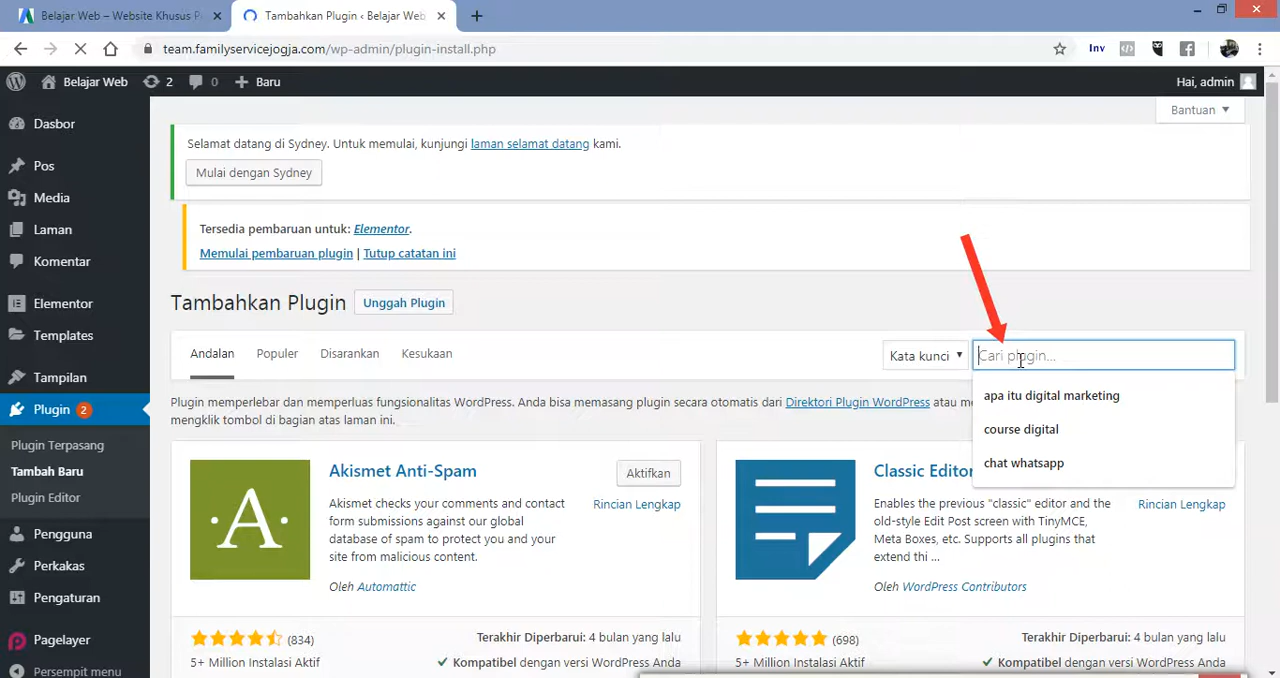 Belajar Web – Website Khusus P
Tambahkan Plugin ‹ Belajar Web
team.familyservicejogja.com/wp-admin/plugin-install.php
Inv
Belajar Web
2
0
Baru
Hai, admin
Bantuan
Dasbor
Pos
Media
Laman
Komentar
Elementor
Templates
Tampilan
Plugin 2
Plugin Terpasang
Tambah Baru
Plugin Editor
Pengguna
Perkakas
Pengaturan
Pagelayer
Persempit menu
Selamat datang di Sydney. Untuk memulai, kunjungi laman selamat datang kami.
Mulai dengan Sydney
Tersedia pembaruan untuk: Elementor.
Memulai pembaruan plugin | Tutup catatan ini
Tambahkan Plugin
Unggah Plugin
Andalan Populer Disarankan Kesukaan
Kata kunci
Cari plugin...
apa itu digital marketing
course digital
chat whatsapp
Plugin memperlebar dan memperluas fungsionalitas WordPress. Anda bisa memasang plugin secara otomatis dari Direktori Plugin WordPress atau me
mengklik tombol di bagian atas laman ini.
A
Akismet Anti-Spam
Aktifkan
Rincian Lengkap
Akismet checks your comments and contact
form submissions against our global
database of spam to protect you and your
site from malicious content.
Oleh Automattic
(834)
5+ Million Instalasi Aktif
Terakhir Diperbarui: 4 bulan yang lalu
Kompatibel dengan versi WordPress Anda
Classic Editor
Rincian Lengkap
Enables the previous "classic" editor and the
old-style Edit Post screen with TinyMCE,
Meta Boxes, etc. Supports all plugins that
extend thi ...
Oleh WordPress Contributors
(698)
5+ Million Instalasi Aktif
Terakhir Diperbarui: 4 bulan yang lalu
Kompatibel dengan versi WordPress Anda